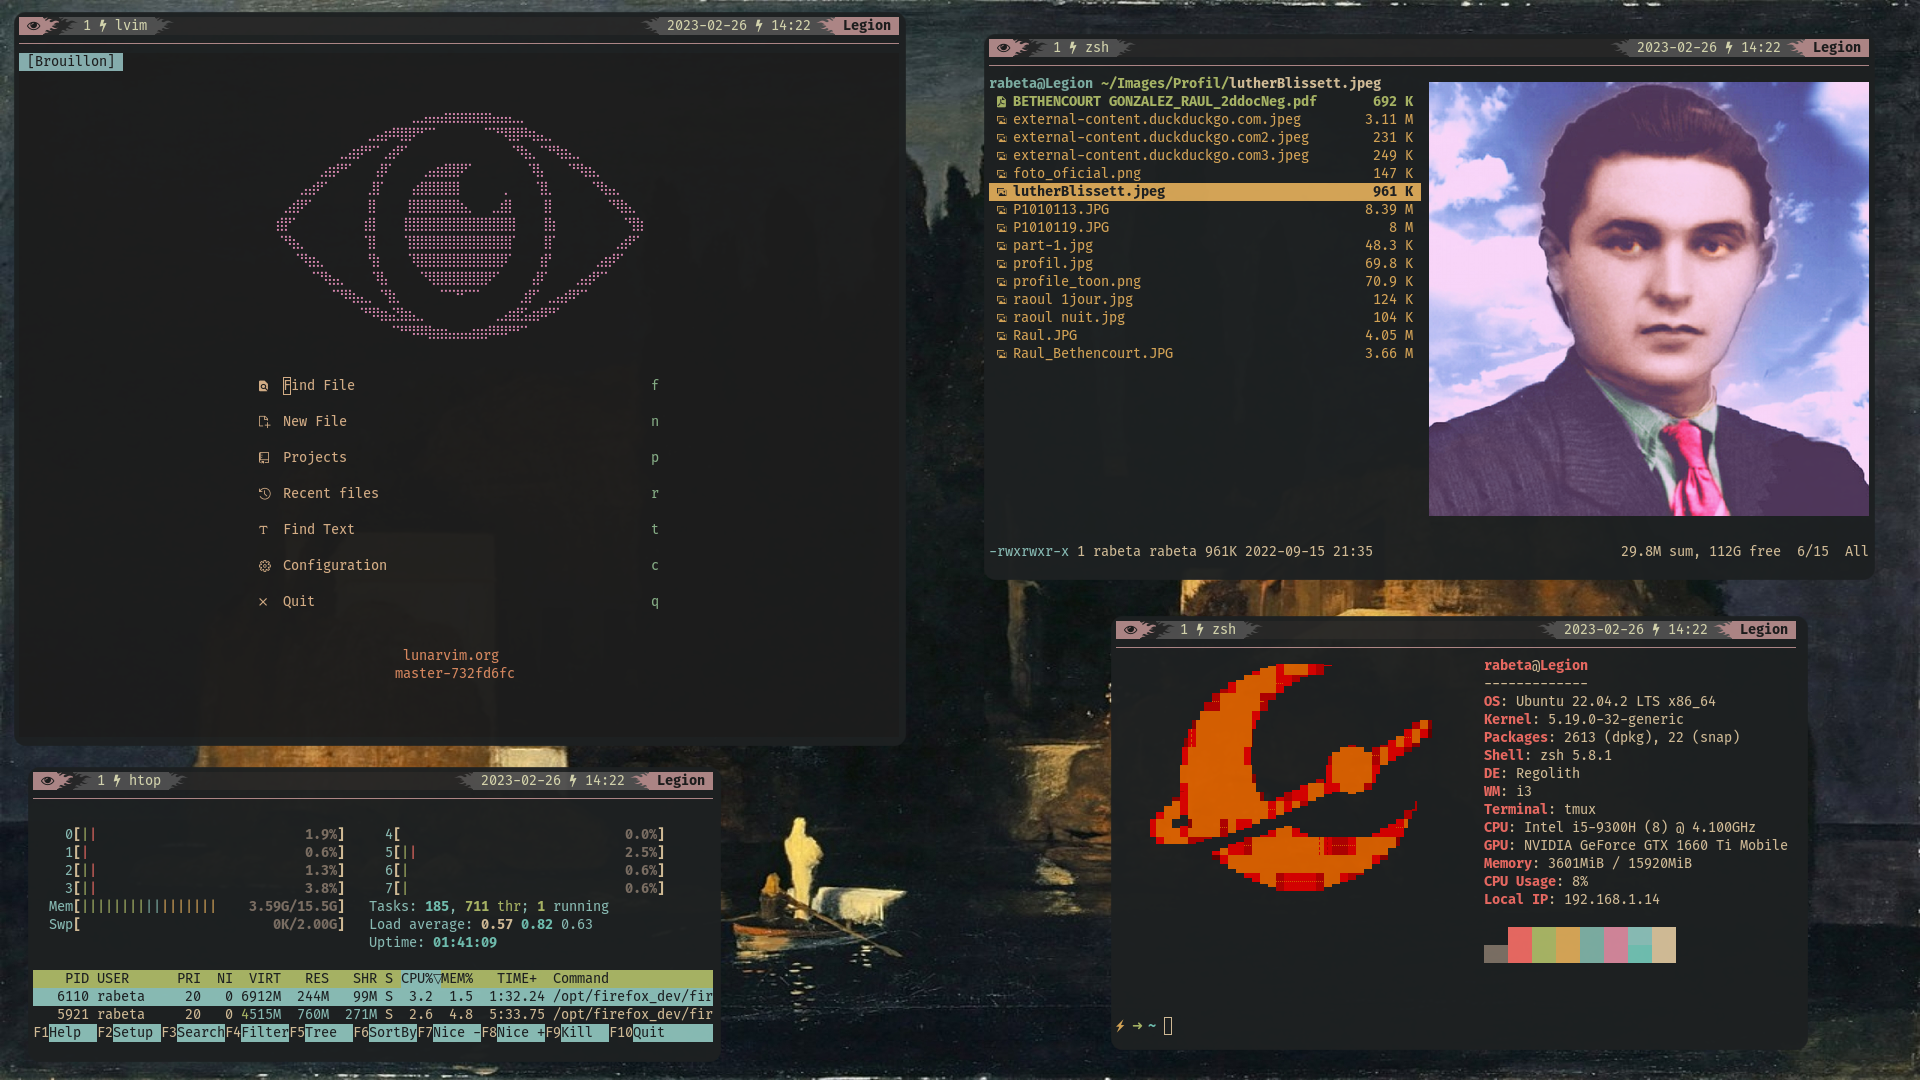 1 lvim 2023-02-26 14:22 Legion
[Brouillon]
Find File f
New File n
Projects p
Recent files r
Find Text t
Configuration c
Quit q
lunarvim.org
master-732fd6fc
1 zsh 2023-02-26 14:22 Legion
rabeta@Legion ~/Images/Profil/lutherBlissett.jpeg
BETHENCOURT GONZALEZ_RAUL_2ddocNeg.pdf 692 K
external-content.duckduckgo.com.jpeg 3.11 M
external-content.duckduckgo.com2.jpeg 231 K
external-content.duckduckgo.com3.jpeg 249 K
foto_oficial.png 147 K
lutherBlissett.jpeg 961 K
P1010113.JPG 8.39 M
P1010119.JPG 8 M
part-1.jpg 48.3 K
profil.jpg 69.8 K
profile_toon.png 70.9 K
raoul 1jour.jpg 124 K
raoul nuit.jpg 104 K
Raul.JPG 4.05 M
Raul_Bethencourt.JPG 3.66 M
-rwxrwxr-x 1 rabeta rabeta 961K 2022-09-15 21:35 29.8M sum, 112G free 6/15 All
1 htop 2023-02-26 14:22 Legion
0[|| 1.9%] 4[ 0.0%]
1[| 0.6%] 5[|| 2.5%]
2[|| 1.3%] 6[| 0.6%]
3[|| 3.8%] 7[| 0.6%]
Mem[||||||||||||||||| 3.59G/15.5G] Tasks: 185, 711 thr; 1 running
Swp[ 0K/2.00G] Load average: 0.57 0.82 0.63
Uptime: 01:41:09
PID USER PRI NI VIRT RES SHR S CPU%▽MEM% TIME+ Command
6110 rabeta 20 0 6912M 244M 99M S 3.2 1.5 1:32.24 /opt/firefox_dev/fir
5921 rabeta 20 0 4515M 760M 271M S 2.6 4.8 5:33.75 /opt/firefox_dev/fir
F1Help F2Setup F3SearchF4FilterF5Tree F6SortByF7Nice -F8Nice +F9Kill F10Quit
1 zsh 2023-02-26 14:22 Legion
rabeta@Legion
-------------
OS: Ubuntu 22.04.2 LTS x86_64
Kernel: 5.19.0-32-generic
Packages: 2613 (dpkg), 22 (snap)
Shell: zsh 5.8.1
DE: Regolith
WM: i3
Terminal: tmux
CPU: Intel i5-9300H (8) @ 4.100GHz
GPU: NVIDIA GeForce GTX 1660 Ti Mobile
Memory: 3601MiB / 15920MiB
CPU Usage: 8%
Local IP: 192.168.1.14
⚡ → ~